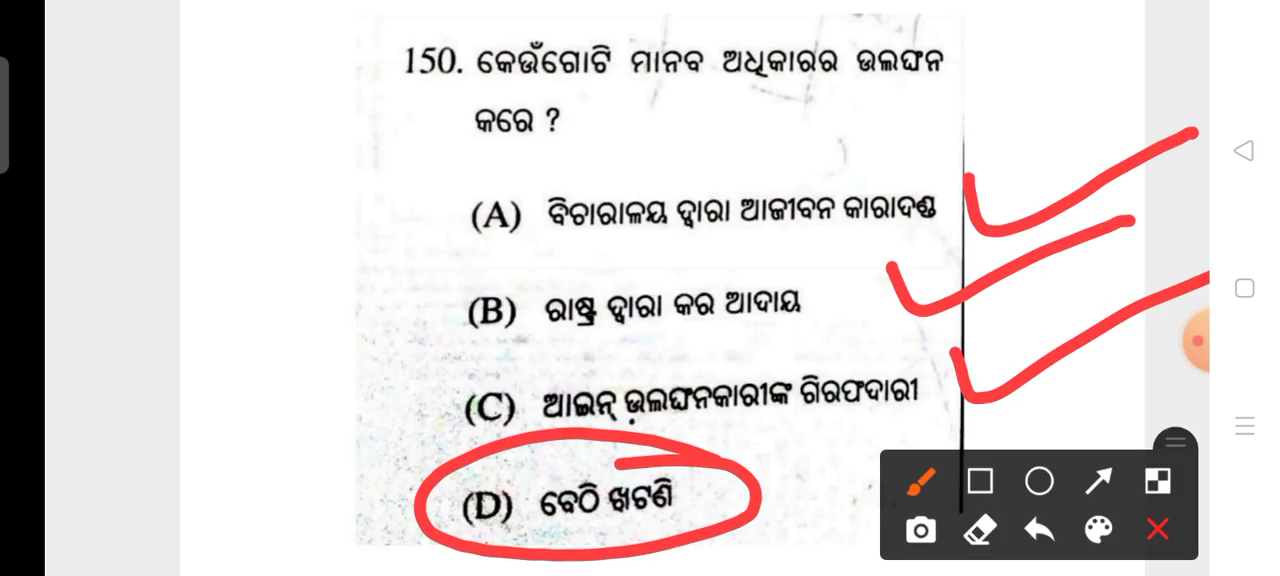 150. କେଉଁଗୋଟି ମାନବ ଅଧିକାରର ଉଲଙ୍ଘନ
କରେ ?
(A) ବିଚାରାଳୟ ଦ୍ୱାରା ଆଜୀବନ କାରାଦଣ୍ଡ
(B) ରାଷ୍ଟ୍ର ଦ୍ୱାରା କର ଆଦାୟ
(C) ଆଇନ୍ ଉଲଙ୍ଘନକାରୀଙ୍କ ଗିରଫଦାରୀ
(D) ବେଠି ଖଟଣି